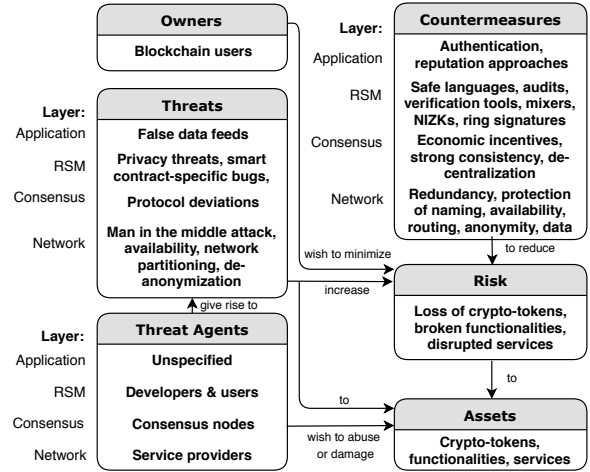 Owners
Blockchain users
Layer:
Threats
Application
False data feeds
RSM
Privacy threats, smart
contract-specific bugs,
Consensus
Protocol deviations
Network
Man in the middle attack,
availability, network
partitioning, de-
anonymization
give rise to
Layer:
Threat Agents
Application
Unspecified
RSM
Developers & users
Consensus
Consensus nodes
Network
Service providers
Layer:
Countermeasures
Application
Authentication,
reputation approaches
RSM
Safe languages, audits,
verification tools, mixers,
NIZKs, ring signatures
Consensus
Economic incentives,
strong consistency, de-
centralization
Network
Redundancy, protection
of naming, availability,
routing, anonymity, data
to reduce
wish to minimize
increase
Risk
Loss of crypto-tokens,
broken functionalities,
disrupted services
to
to
wish to abuse
or damage
Assets
Crypto-tokens,
functionalities, services